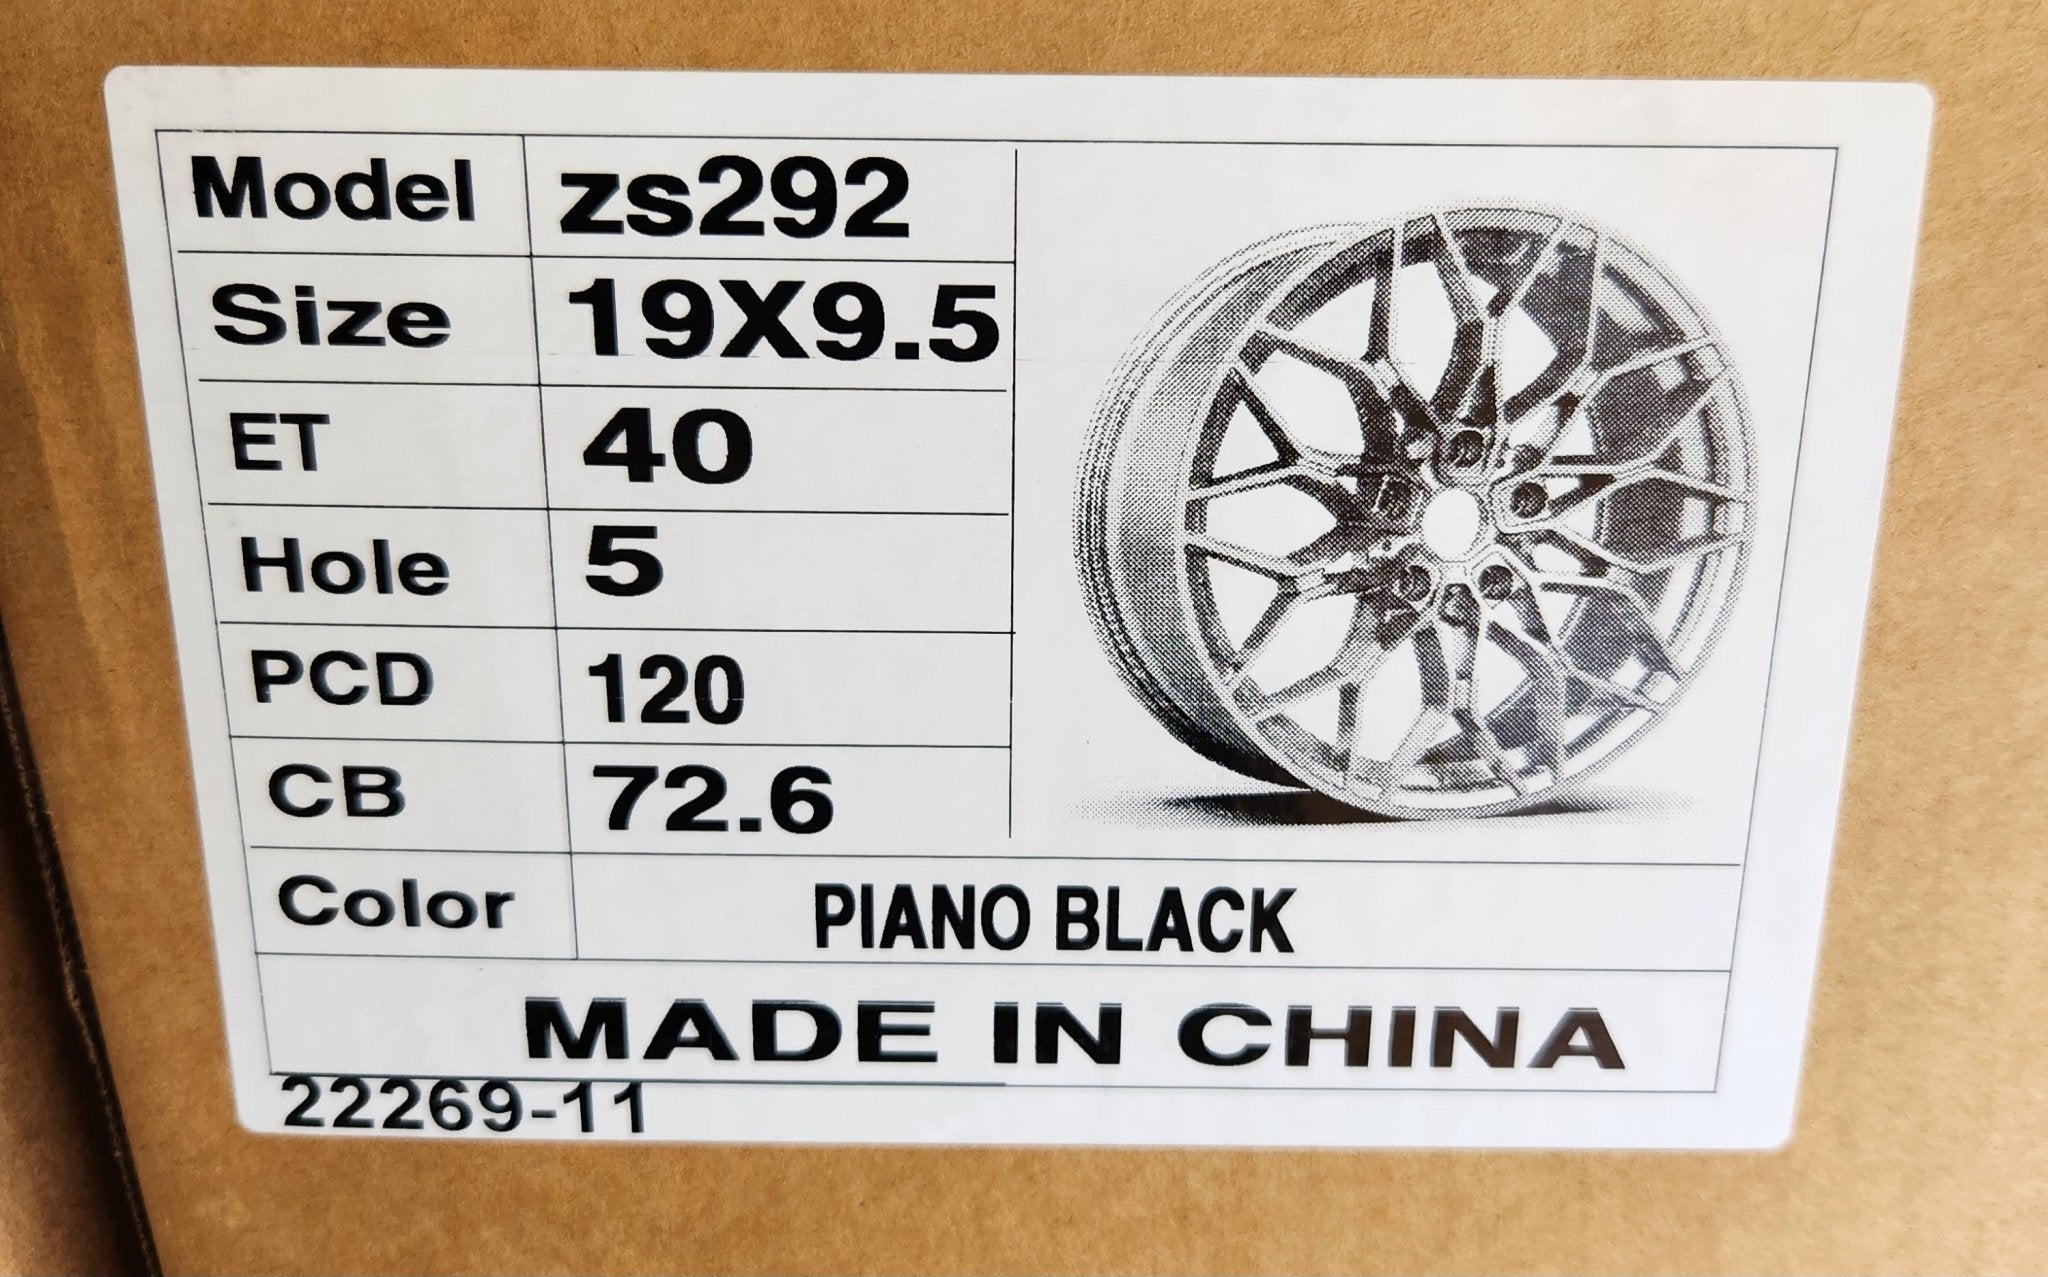 Model zs292
Size 19X9.5
ET 40
Hole 5
PCD 120
CB 72.6
Color PIANO BLACK
MADE IN CHINA
22269-11